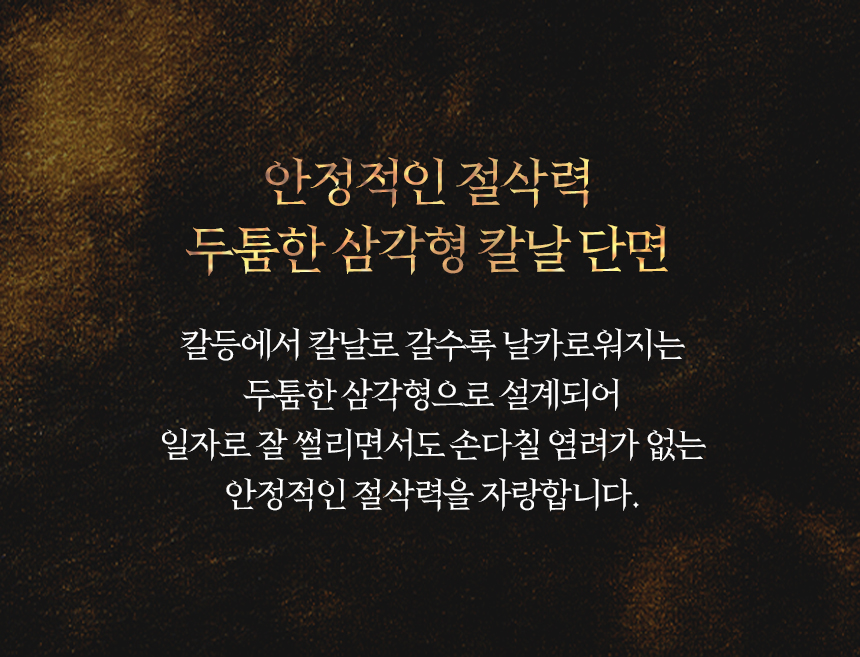 안정적인 절삭력
두툼한 삼각형 칼날 단면
칼등에서 칼날로 갈수록 날카로워지는
두툼한 삼각형으로 설계되어
일자로 잘 썰리면서도 손다칠 염려가 없는
안정적인 절삭력을 자랑합니다.